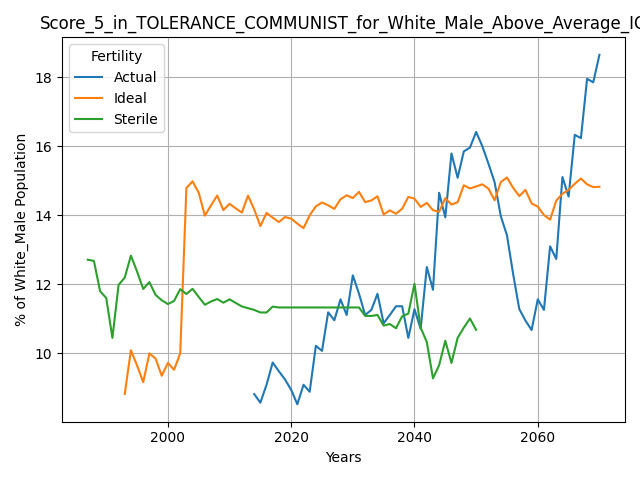 Score_5_in_TOLERANCE_COMMUNIST_for_White_Male_Above_Average_IQ
Fertility
Actual
Ideal
Sterile
% of White_Male Population
18
16
14
12
10
2000
2020
2040
2060
Years